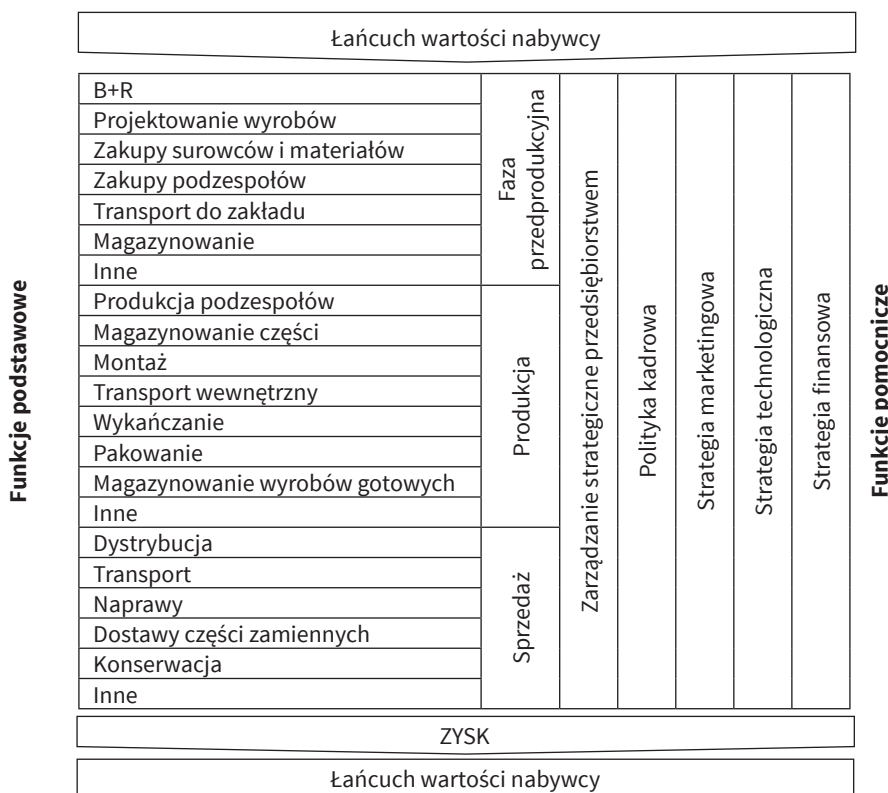 Łańcuch wartości nabywcy
Funkcje podstawowe
B+R
Projektowanie wyrobów
Zakupy surowców i materiałów
Zakupy podzespołów
Transport do zakładu
Magazynowanie
Inne
Faza
przedprodukcyjna
Produkcja podzespołów
Magazynowanie części
Montaż
Transport wewnętrzny
Wykańczanie
Pakowanie
Magazynowanie wyrobów gotowych
Inne
Produkcja
Dystrybucja
Transport
Naprawy
Dostawy części zamiennych
Konserwacja
Inne
Sprzedaż
Zarządzanie strategiczne przedsiębiorstwem
Polityka kadrowa
Strategia marketingowa
Strategia technologiczna
Strategia finansowa
Funkcje pomocnicze
ZYSK
Łańcuch wartości nabywcy